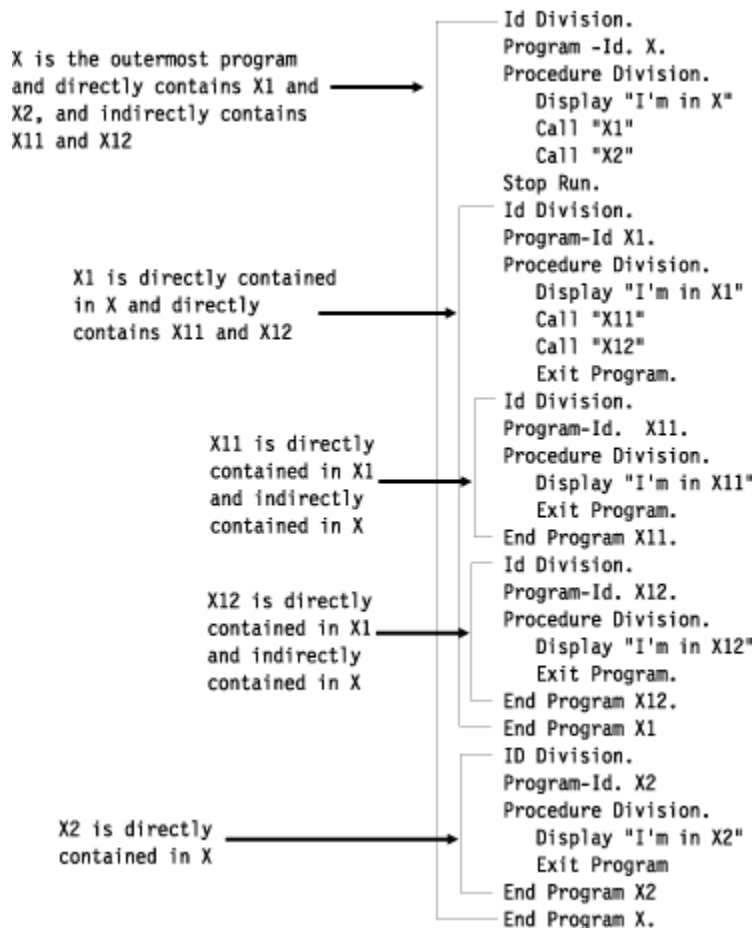 Id Division.
Program -Id. X.
X is the outermost program
and directly contains X1 and
X2, and indirectly contains
X11 and X12
Procedure Division.
Display "I'm in X"
Call "X1"
Call "X2"
Stop Run.
Id Division.
Program-Id X1.
Procedure Division.
X1 is directly contained
in X and directly
contains X11 and X12
Display "I'm in X1"
Call "X11"
Call "X12"
Exit Program.
Id Division.
Program-Id. X11.
Procedure Division.
X11 is directly
contained in X1
and indirectly
contained in X
Display "I'm in X11"
Exit Program.
End Program X11.
Id Division.
Program-Id. X12.
Procedure Division.
X12 is directly
contained in X1
and indirectly
contained in X
Display "I'm in X12"
Exit Program.
End Program X12.
End Program X1
ID Division.
Program-Id. X2
Procedure Division.
X2 is directly
contained in X
Display "I'm in X2"
Exit Program
End Program X2
End Program X.